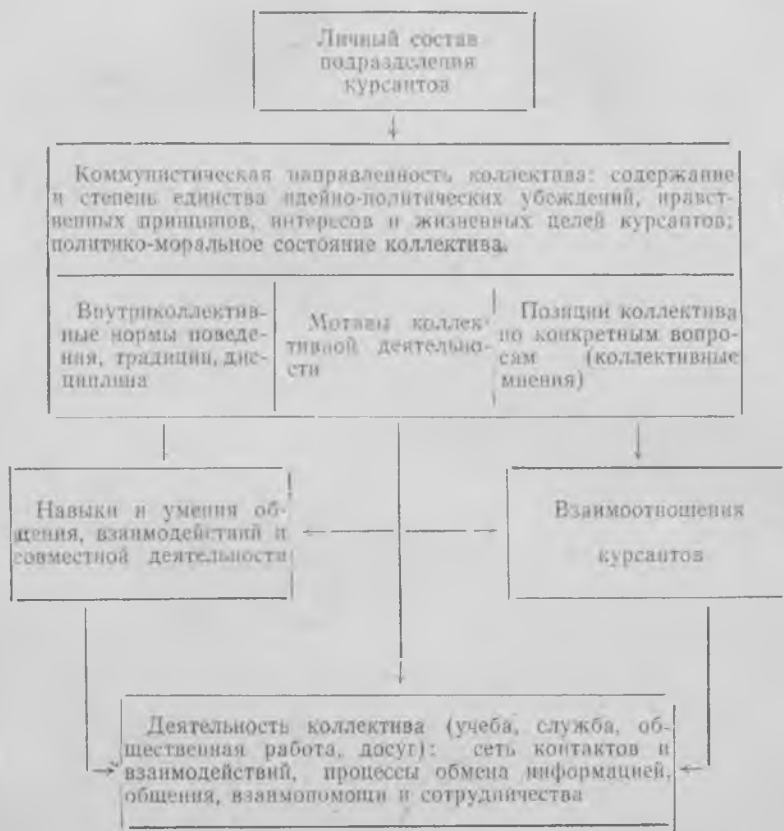 Личный состав
подразделения
курсантов
Коммунистическая направленность коллектива: содержание
и степень единства идейно-политических убеждений, нравст-
венных принципов, интересов и жизненных целей курсантов;
политико-моральное состояние коллектива.
Внутриколлектив-
ные нормы поведе-
ния, традиции, дис-
циплина
Мотивы коллек-
тивной деятельно-
сти
Позиции коллектива
по конкретным вопро-
сам (коллективные
мнения)
Навыки и умения об-
щения, взаимодействий и
совместной деятельности
Взаимоотношения
курсантов
Деятельность коллектива (учеба, служба, об-
щественная работа, досуг): сеть контактов и
взаимодействий, процессы обмена информацией,
общения, взаимопомощи и сотрудничества